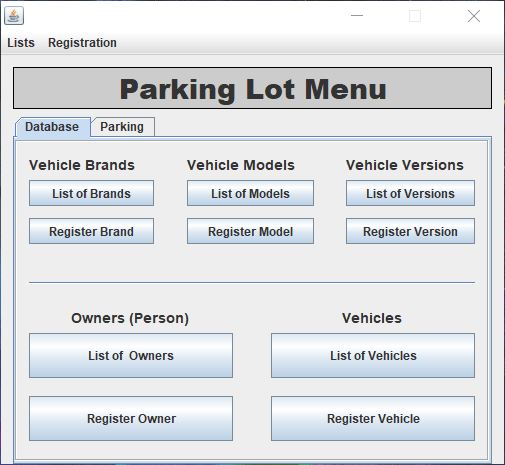 Lists Registration
Parking Lot Menu
Database Parking
Vehicle Brands Vehicle Models Vehicle Versions
List of Brands List of Models List of Versions
Register Brand Register Model Register Version
Owners (Person) Vehicles
List of Owners List of Vehicles
Register Owner Register Vehicle